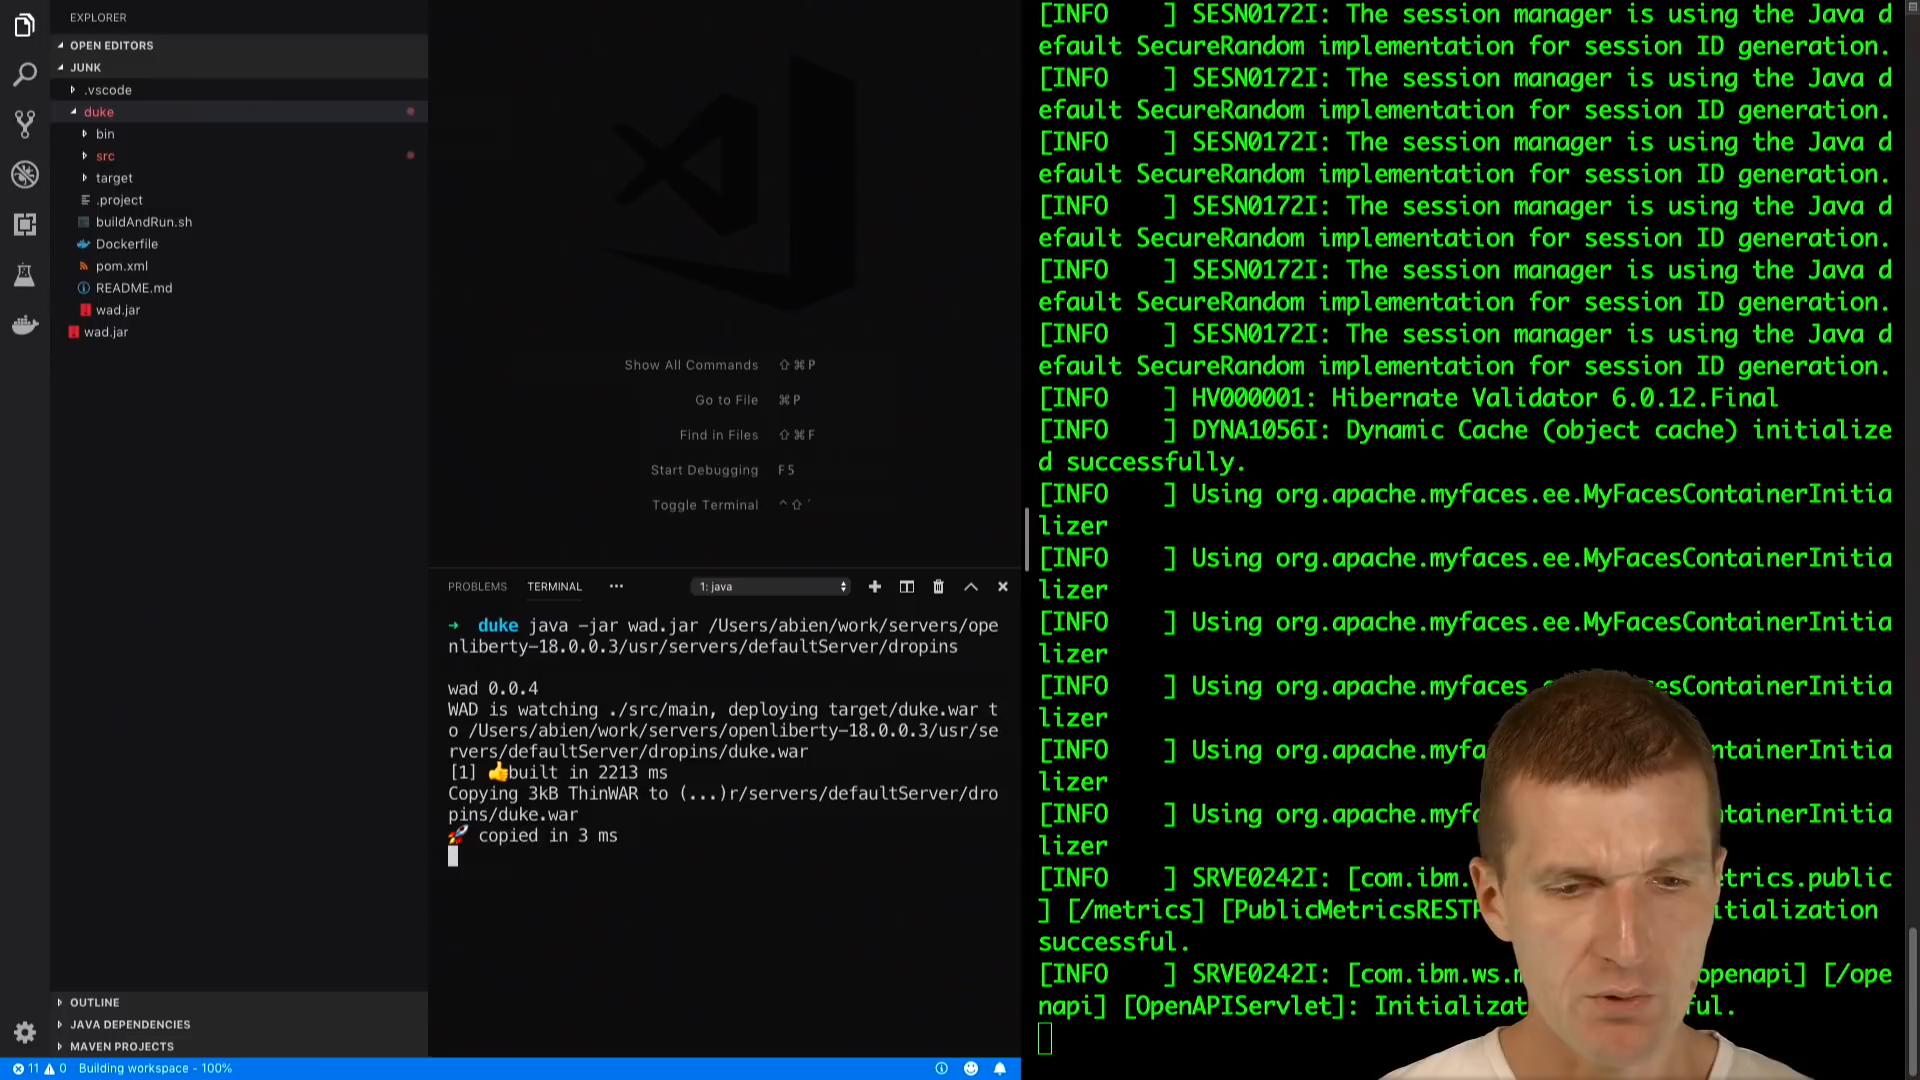 EXPLORER
OPEN EDITORS
JUNK
.vscode
duke
bin
src
target
.project
buildAndRun.sh
Dockerfile
pom.xml
README.md
wad.jar
wad.jar
OUTLINE
JAVA DEPENDENCIES
MAVEN PROJECTS
11 0 Building workspace - 100%
Show All Commands ⇧⌘P
Go to File ⌘P
Find in Files ⇧⌘F
Start Debugging F5
Toggle Terminal ^⇧`
PROBLEMS TERMINAL ··· 1: java
→ duke java -jar wad.jar /Users/abien/work/servers/ope
nliberty-18.0.0.3/usr/servers/defaultServer/dropins
wad 0.0.4
WAD is watching ./src/main, deploying target/duke.war t
o /Users/abien/work/servers/openliberty-18.0.0.3/usr/se
rvers/defaultServer/dropins/duke.war
[1] 👍built in 2213 ms
Copying 3kB ThinWAR to (...)r/servers/defaultServer/dro
pins/duke.war
🚀 copied in 3 ms
[INFO    ] SESN0172I: The session manager is using the Java d
efault SecureRandom implementation for session ID generation.
[INFO    ] SESN0172I: The session manager is using the Java d
efault SecureRandom implementation for session ID generation.
[INFO    ] SESN0172I: The session manager is using the Java d
efault SecureRandom implementation for session ID generation.
[INFO    ] SESN0172I: The session manager is using the Java d
efault SecureRandom implementation for session ID generation.
[INFO    ] SESN0172I: The session manager is using the Java d
efault SecureRandom implementation for session ID generation.
[INFO    ] SESN0172I: The session manager is using the Java d
efault SecureRandom implementation for session ID generation.
[INFO    ] HV000001: Hibernate Validator 6.0.12.Final
[INFO    ] DYNA1056I: Dynamic Cache (object cache) initialize
d successfully.
[INFO    ] Using org.apache.myfaces.ee.MyFacesContainerInitia
lizer
[INFO    ] Using org.apache.myfaces.ee.MyFacesContainerInitia
lizer
[INFO    ] Using org.apache.myfaces.ee.MyFacesContainerInitia
lizer
[INFO    ] Using org.apache.myfaces esContainerInitia
lizer
[INFO    ] Using org.apache.myfa ntainerInitia
lizer
[INFO    ] Using org.apache.myfa ntainerInitia
lizer
[INFO    ] SRVE0242I: [com.ibm. trics.public
] [/metrics] [PublicMetricsREST itialization
successful.
[INFO    ] SRVE0242I: [com.ibm.ws. openapi] [/ope
napi] [OpenAPIServlet]: Initializat ful.